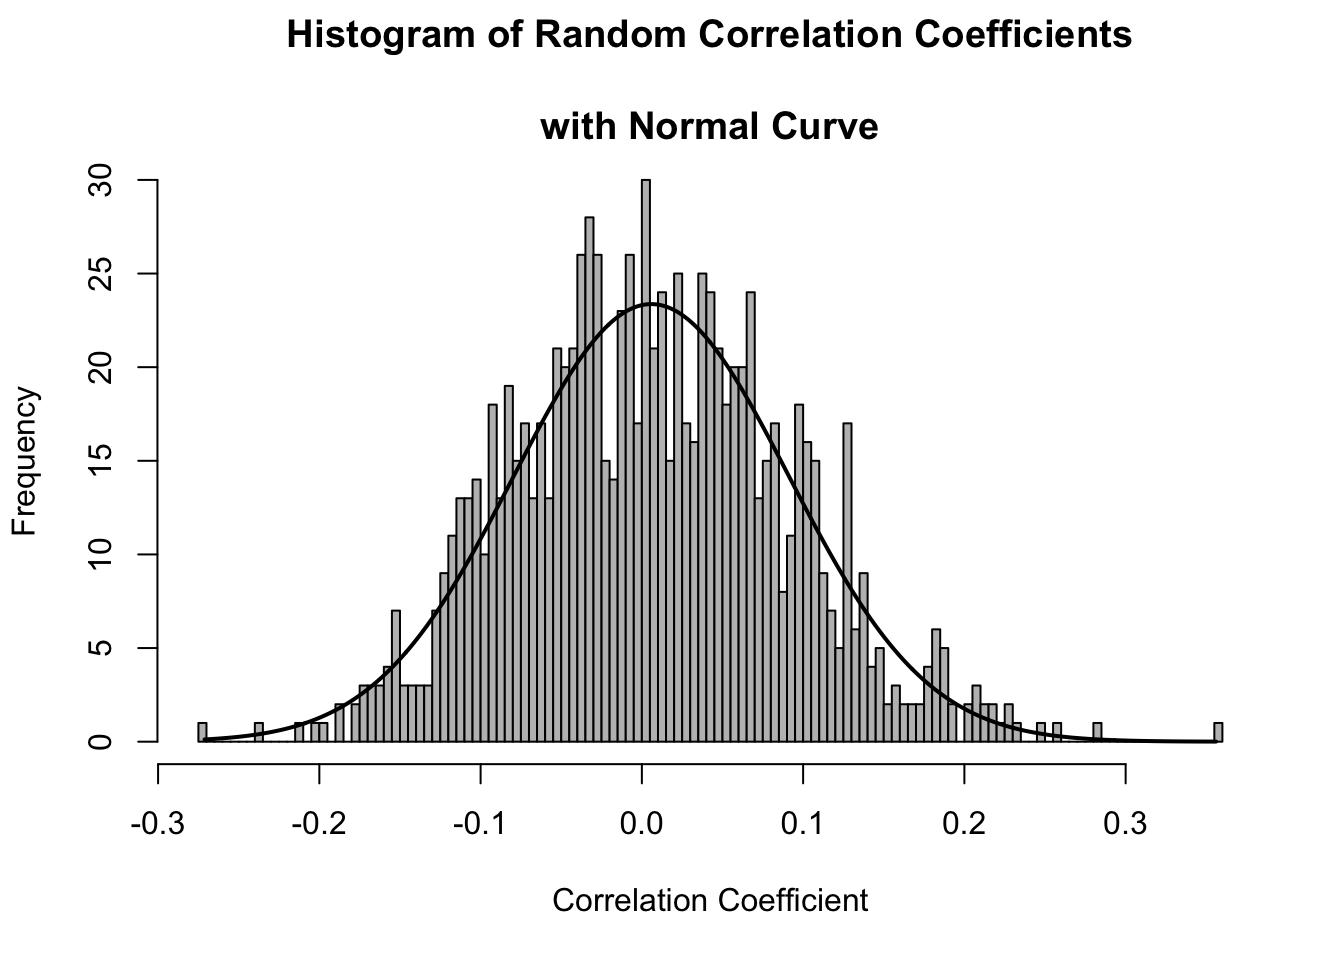 Histogram of Random Correlation Coefficients
with Normal Curve
Frequency
30
25
20
15
10
5
0
-0.3 -0.2 -0.1 0.0 0.1 0.2 0.3
Correlation Coefficient